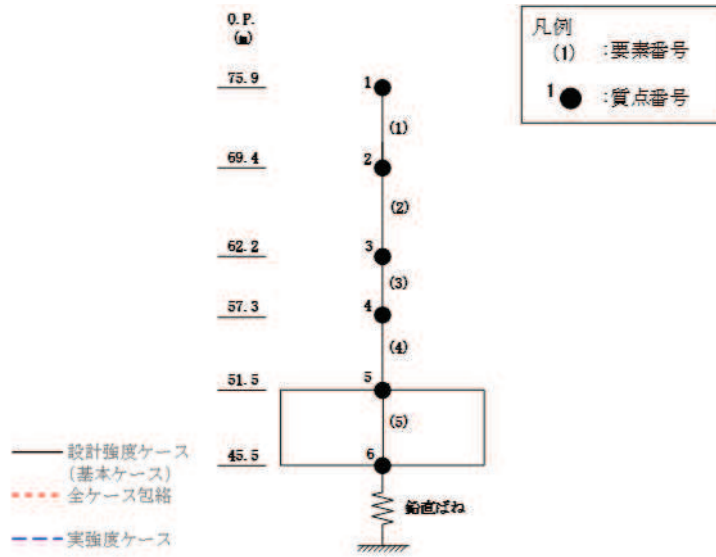 O.P.
(m)
凡例
(1) :要素番号
1 :質点番号
75.9 1
(1)
69.4 2
(2)
62.2 3
(3)
57.3 4
(4)
51.5 5
(5)
45.5 6
鉛直ばね
設計強度ケース
(基本ケース)
全ケース包絡
実強度ケース